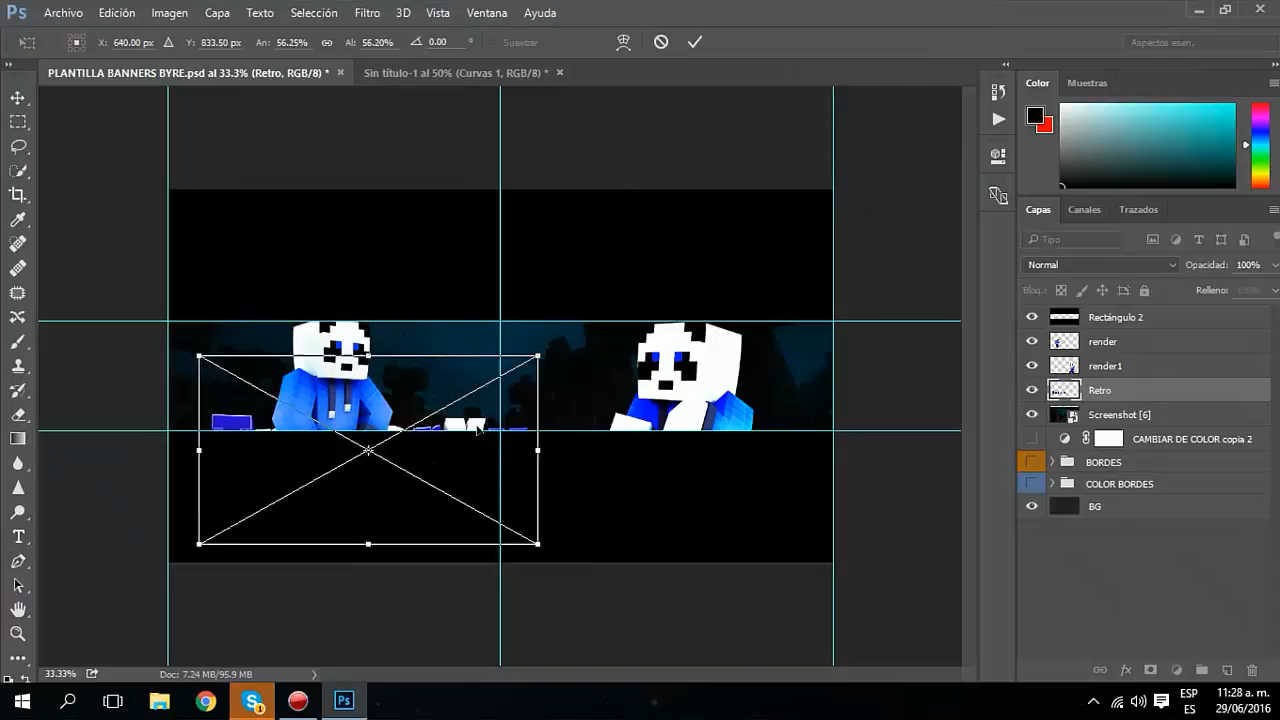 Ps Archivo Edición Imagen Capa Texto Selección Filtro 3D Vista Ventana Ayuda
X: 640.00 px Y: 833.50 px An: 56.25% Al: 56.20% 0.00 ° Suavizar Aspectos esen.
PLANTILLA BANNERS BYRE.psd al 33.3% (Retro, RGB/8) * × Sin título-1 al 50% (Curvas 1, RGB/8) * ×
Color Muestras
Capas Canales Trazados
Tipo
Normal Opacidad: 100%
Bloq.: Relleno: 100%
Rectángulo 2
render
render1
Retro
Screenshot [6]
CAMBIAR DE COLOR copia 2
BORDES
COLOR BORDES
BG
33.33% Doc: 7.24 MB/95.9 MB
ESP 11:28 a.m.
ES 29/06/2016